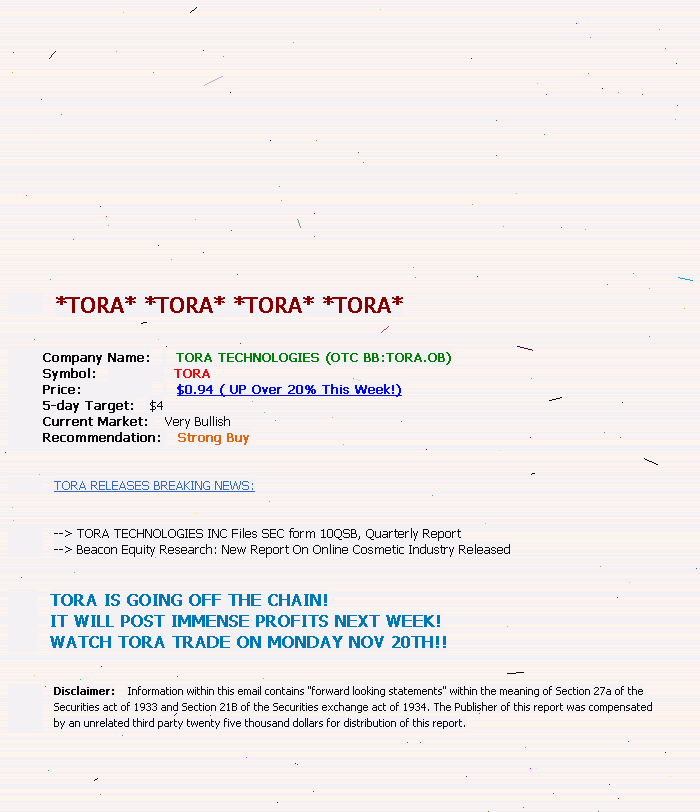 *TORA* *TORA* *TORA* *TORA*
Company Name: TORA TECHNOLOGIES (OTC BB:TORA.OB)
Symbol: TORA
Price: $0.94 ( UP Over 20% This Week!)
5-day Target: $4
Current Market: Very Bullish
Recommendation: Strong Buy
TORA RELEASES BREAKING NEWS:
--> TORA TECHNOLOGIES INC Files SEC form 10QSB, Quarterly Report
--> Beacon Equity Research: New Report On Online Cosmetic Industry Released
TORA IS GOING OFF THE CHAIN!
IT WILL POST IMMENSE PROFITS NEXT WEEK!
WATCH TORA TRADE ON MONDAY NOV 20TH!!
Disclaimer: Information within this email contains "forward looking statements" within the meaning of Section 27a of the
Securities act of 1933 and Section 21B of the Securities exchange act of 1934. The Publisher of this report was compensated
by an unrelated third party twenty five thousand dollars for distribution of this report.